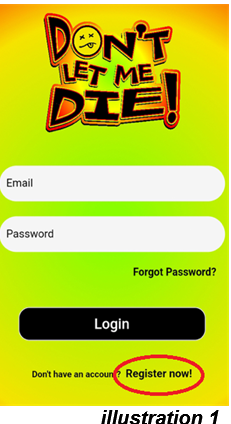 DON'T
LET ME
DIE!
Email
Password
Forgot Password?
Login
Don't have an account? Register now!
illustration 1